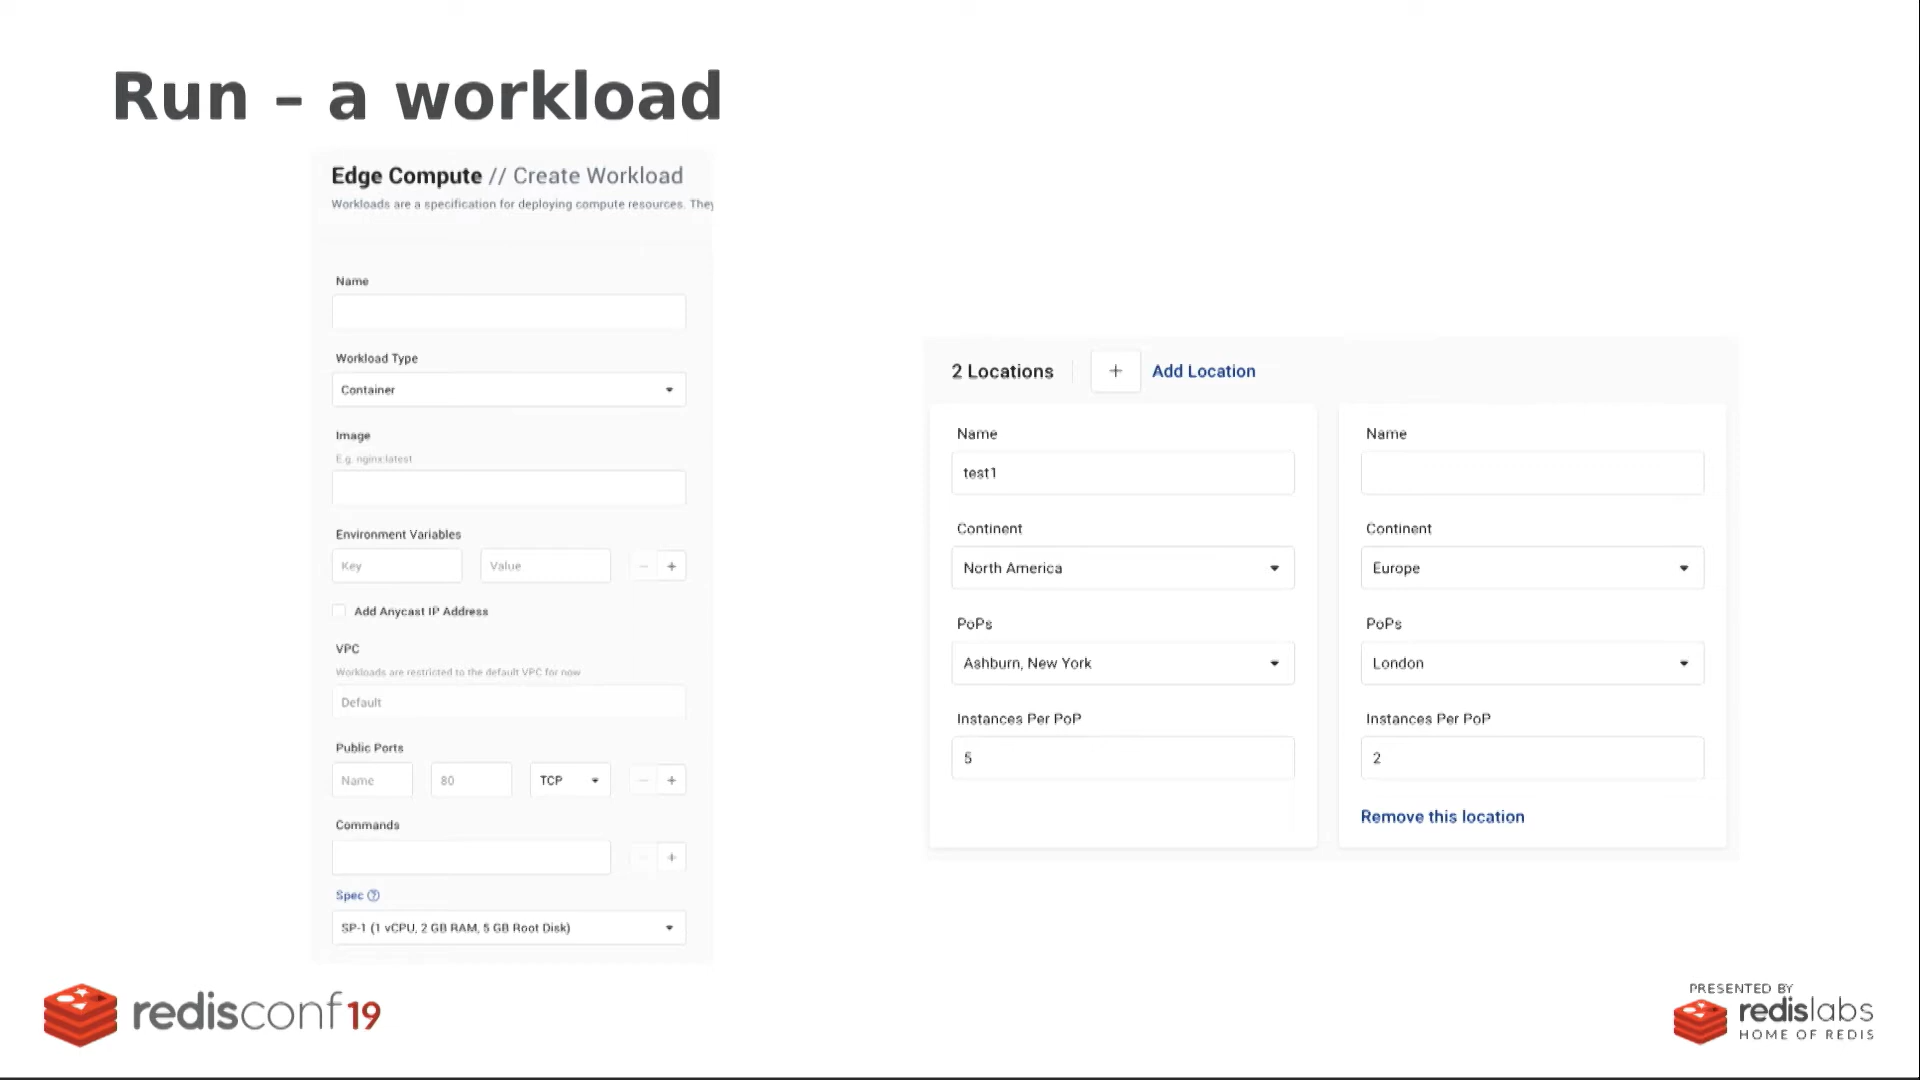 Run – a workload
Edge Compute // Create Workload
Workloads are a specification for deploying compute resources. They
Name
Workload Type
Container
Image
E.g. nginx:latest
Environment Variables
Key Value − +
Add Anycast IP Address
VPC
Workloads are restricted to the default VPC for now
Default
Public Ports
Name 80 TCP − +
Commands
+
Spec ?
SP-1 (1 vCPU, 2 GB RAM, 5 GB Root Disk)
2 Locations + Add Location
Name
test1
Continent
North America
PoPs
Ashburn, New York
Instances Per PoP
5
Name
Continent
Europe
PoPs
London
Instances Per PoP
2
Remove this location
redisconf19
PRESENTED BY
redislabs
HOME OF REDIS